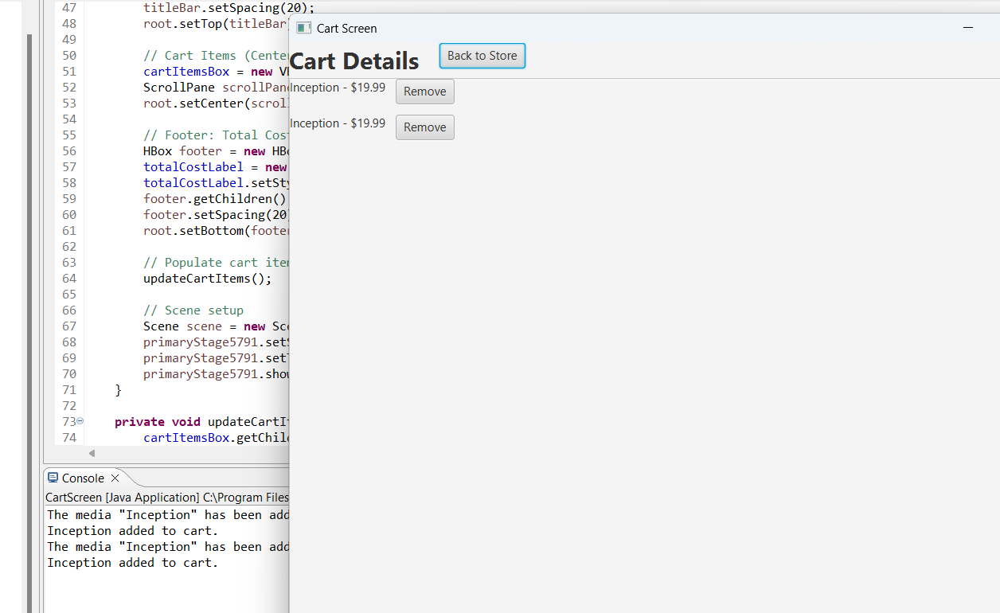 47 titleBar.setSpacing(20);
48 root.setTop(titleBar
49
50 // Cart Items (Cente
51 cartItemsBox = new V
52 ScrollPane scrollPan
53 root.setCenter(scrol
54
55 // Footer: Total Cos
56 HBox footer = new HB
57 totalCostLabel = new
58 totalCostLabel.setSt
59 footer.getChildren()
60 footer.setSpacing(20
61 root.setBottom(foote
62
63 // Populate cart ite
64 updateCartItems();
65
66 // Scene setup
67 Scene scene = new Sc
68 primaryStage5791.set
69 primaryStage5791.set
70 primaryStage5791.sho
71 }
72
73 private void updateCartI
74 cartItemsBox.getChil
Console
CartScreen [Java Application] C:\Program Files
The media "Inception" has been add
Inception added to cart.
The media "Inception" has been add
Inception added to cart.
Cart Screen
Cart Details Back to Store
Inception - $19.99 Remove
Inception - $19.99 Remove